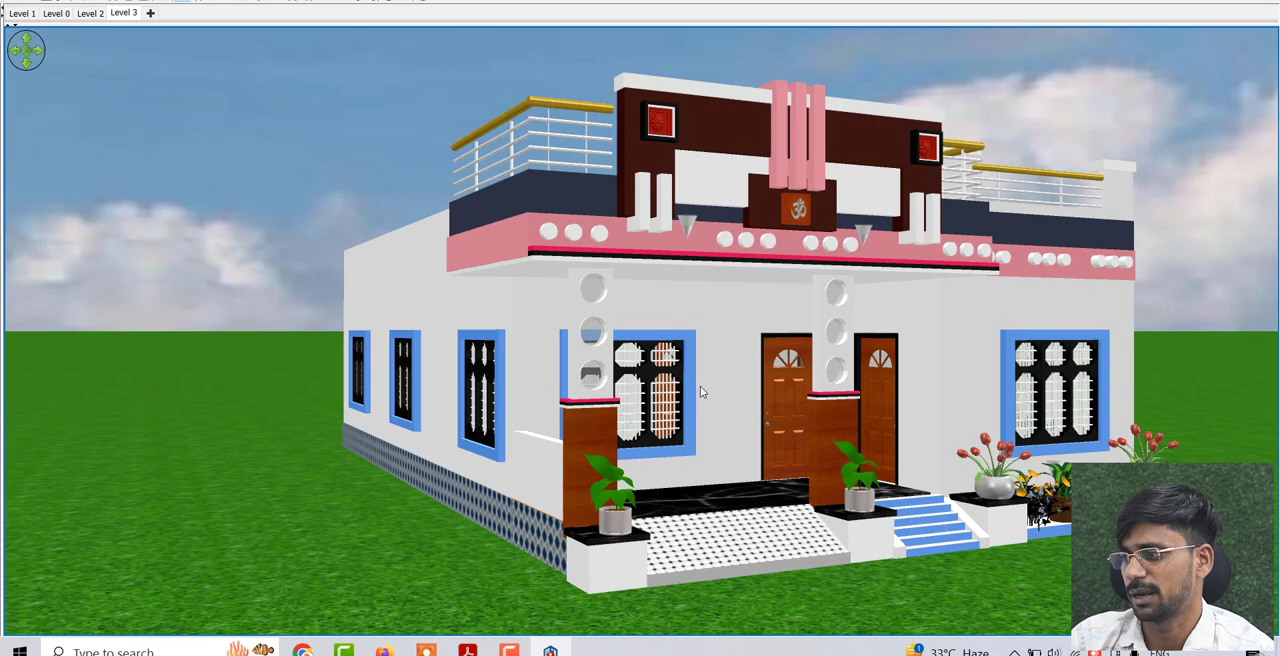 Level 1 Level 0 Level 2 Level 3
ॐ
Type to search
33°C Haze
ENG